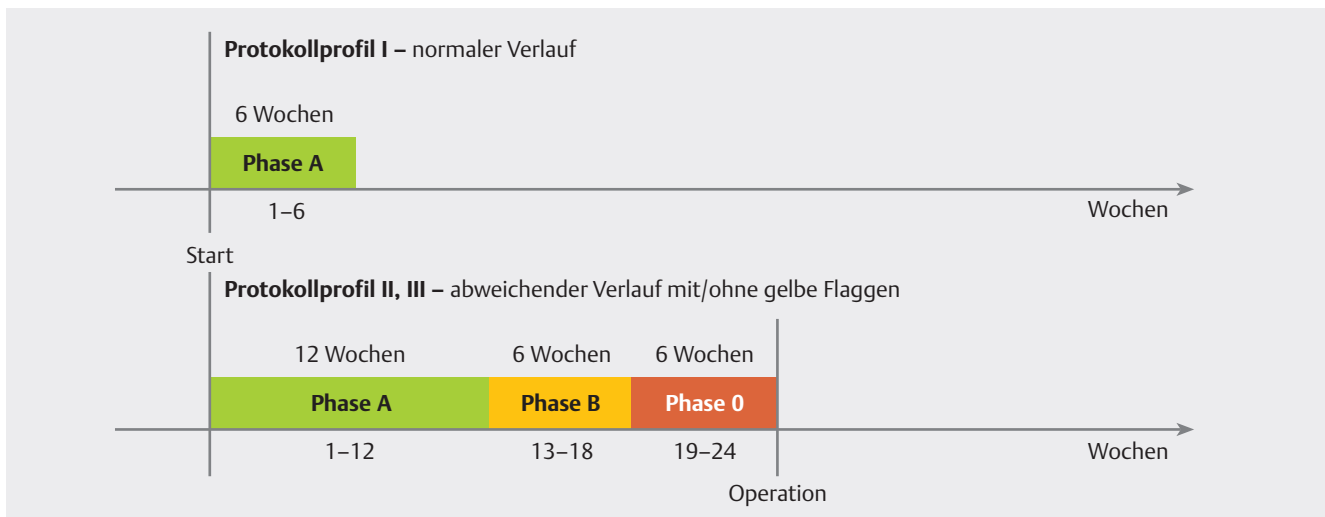 Protokollprofil I – normaler Verlauf
6 Wochen
Phase A
1–6
Wochen
Start
Protokollprofil II, III – abweichender Verlauf mit/ohne gelbe Flaggen
12 Wochen 6 Wochen 6 Wochen
Phase A Phase B Phase 0
1–12 13–18 19–24 Wochen
Operation